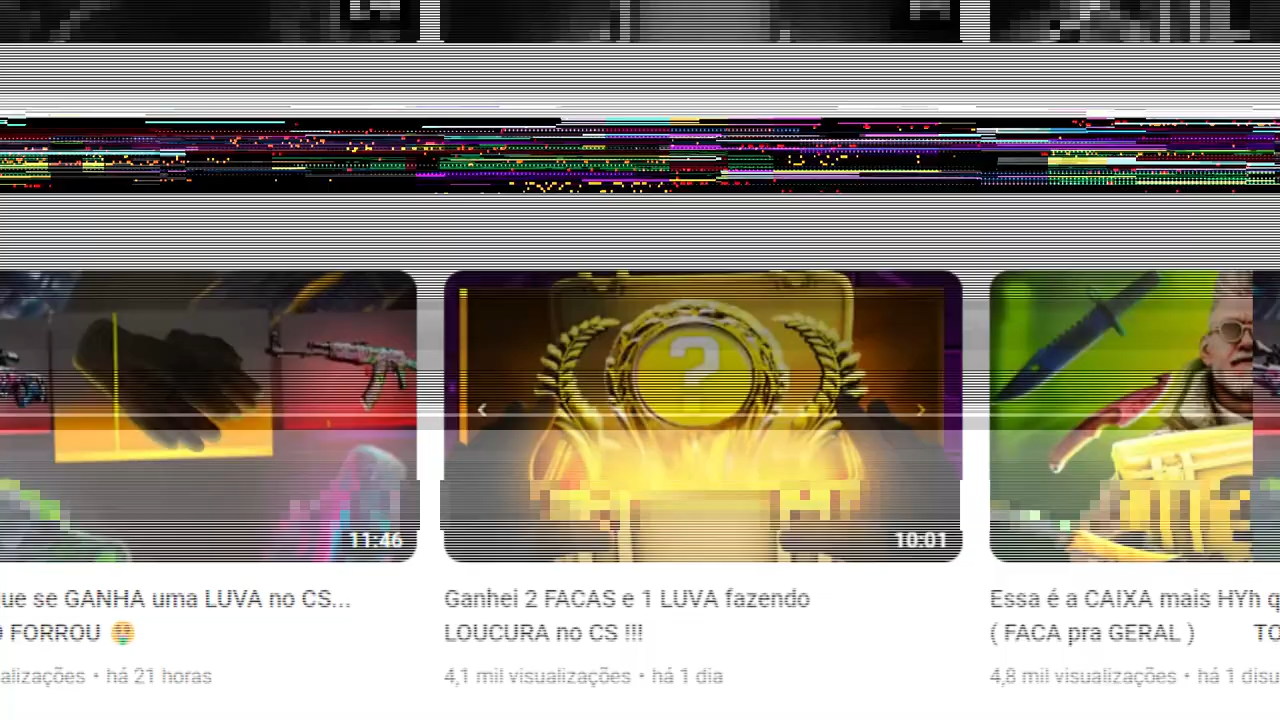 11:46
10:01
ue se GANHA uma LUVA no CS...
FORROU 🤑
alizações • há 21 horas
Ganhei 2 FACAS e 1 LUVA fazendo
LOUCURA no CS !!!
4,1 mil visualizações • há 1 dia
Essa é a CAIXA mais
( FACA pra GERAL )
4,8 mil visualizações • há 1